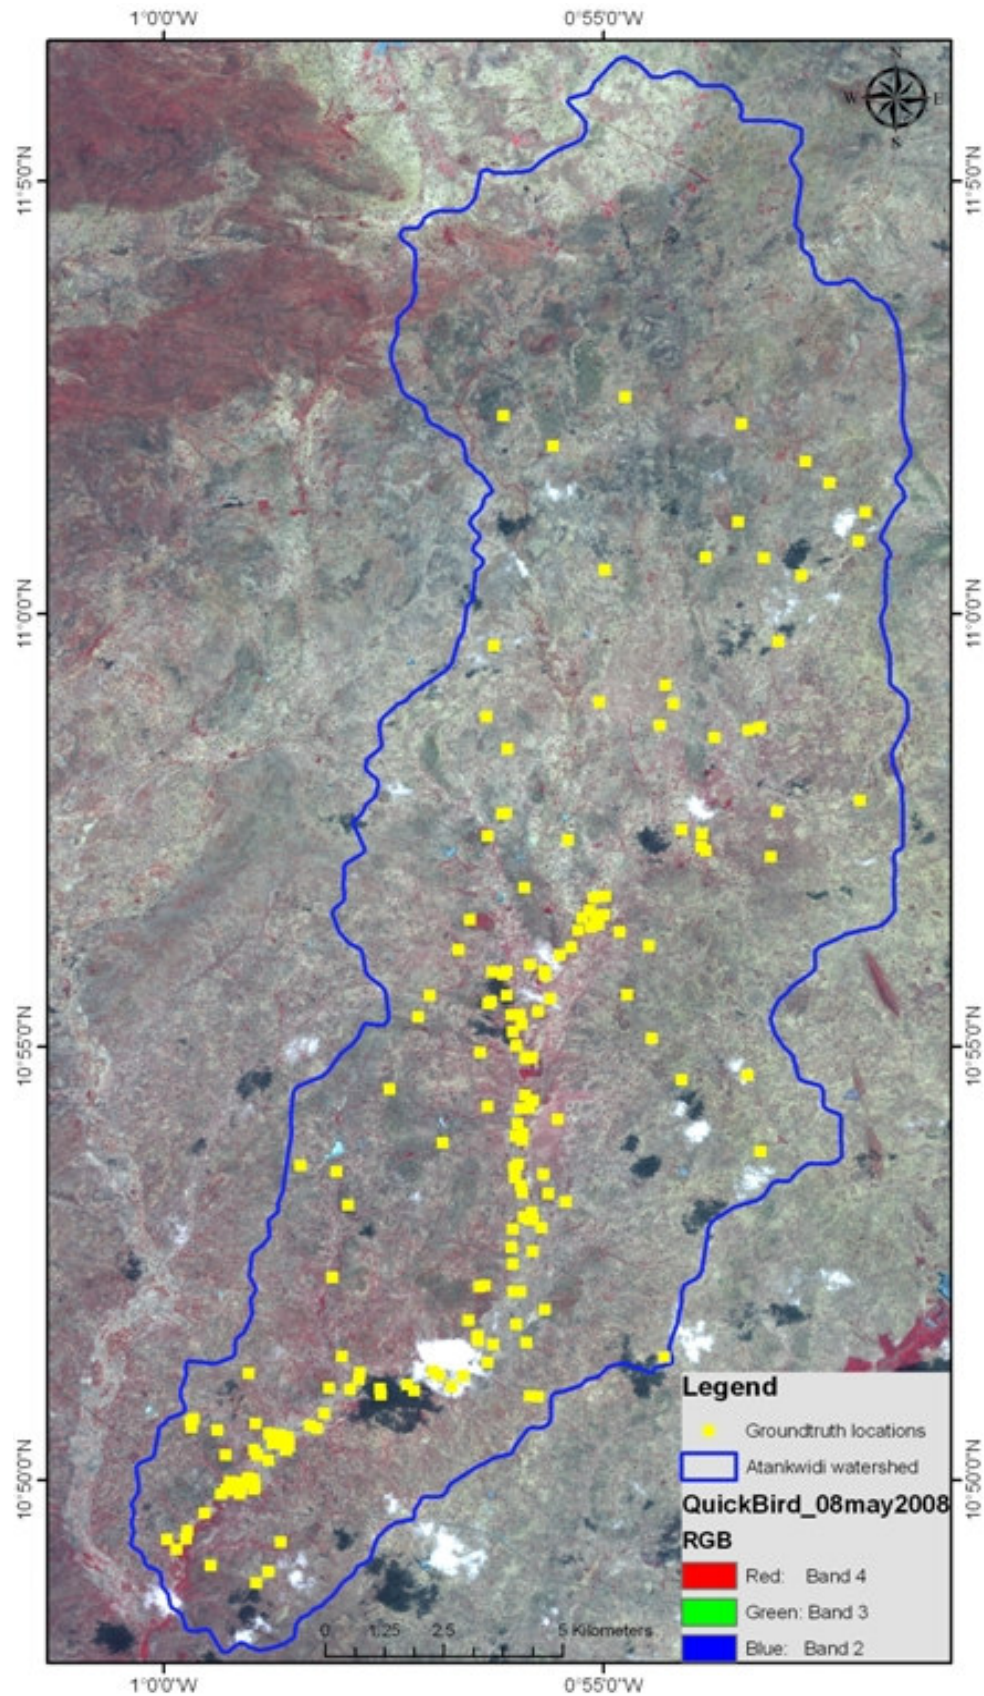 1°0'0"W 0°55'0"W
N
W E
S
11°5'0"N 11°5'0"N
11°0'0"N 11°0'0"N
10°55'0"N 10°55'0"N
10°50'0"N 10°50'0"N
Legend
Groundtruth locations
Atankwidi watershed
QuickBird_08may2008
RGB
Red: Band 4
Green: Band 3
Blue: Band 2
0 1.25 2.5 5 Kilometers
1°0'0"W 0°55'0"W